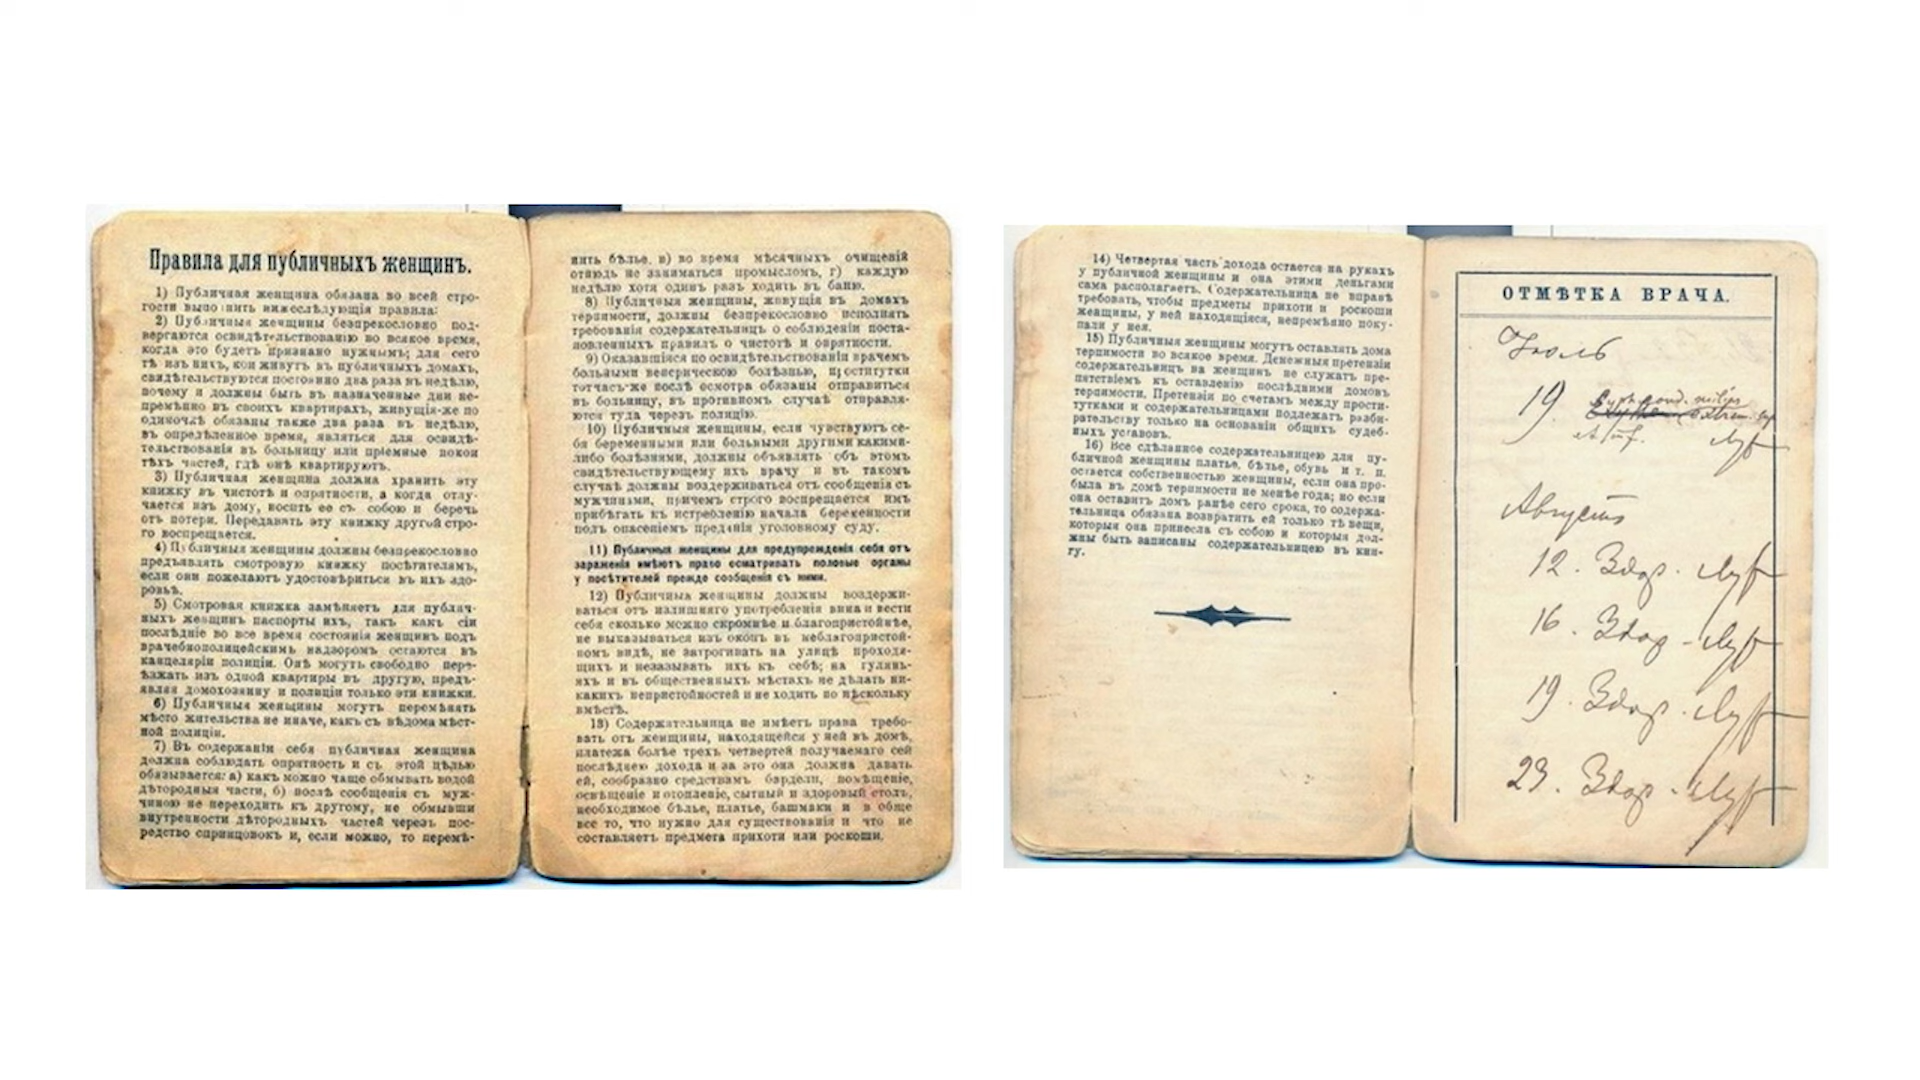 Правила для публичныхъ женщинъ.
1) Публичная женщина обязана во всей стро-
гости выполнить нижеслѣдующія правила:
2) Публичныя женщины безпрекословно под-
вергаются освидѣтельствованію во всякое время,
когда это будетъ признано нужнымъ; для сего
тѣ изъ нихъ, кои живутъ въ публичныхъ домахъ,
свидѣтельствуются постоянно два раза въ недѣлю,
почему и должны быть въ назначенные дни не-
премѣнно въ своихъ квартирахъ, живущія-же по
одиночкѣ обязаны также два раза въ недѣлю,
въ опредѣленное время, являться для освидѣ-
тельствованія въ больницу или пріемные покои
тѣхъ частей, гдѣ онѣ квартируютъ.
3) Публичная женщина должна хранить эту
книжку въ чистотѣ и опрятности, а когда отлу-
чается изъ дому, носить ее съ собою и беречь
отъ потери. Передавать эту книжку другой стро-
го воспрещается.
4) Публичныя женщины должны безпрекословно
предъявлять смотровую книжку посѣтителямъ,
если они пожелаютъ удостовѣриться въ ихъ здо-
ровьѣ.
5) Смотровая книжка замѣняетъ для публич-
ныхъ женщинъ паспорты ихъ, такъ какъ сіи
послѣдніе во все время состоянія женщинъ подъ
врачебнополицейскимъ надзоромъ остаются въ
канцеляріи полиціи. Онѣ могутъ свободно пере-
ѣзжать изъ одной квартиры въ другую, предъ-
являя домохозяину и полиціи только эти книжки.
6) Публичныя женщины могутъ перемѣнять
мѣсто жительства не иначе, какъ съ вѣдома мѣст-
ной полиціи.
7) Въ содержаніи себя публичная женщина
должна соблюдать опрятность и съ этой цѣлью
обязывается: а) какъ можно чаще обмывать водой
дѣтородныя части, б) послѣ сообщенія съ муж-
чиною не переходить къ другому, не обмывши
внутренности дѣтородныхъ частей черезъ пос-
редство спринцовокъ и, если можно, то перемѣ-
нить бѣлье, в) во время мѣсячныхъ очищеній
отнюдь не заниматься промысломъ, г) каждую
недѣлю хотя одинъ разъ ходить въ баню.
8) Публичныя женщины, живущія въ домахъ
терпимости, должны безпрекословно исполнять
требованія содержательницъ о соблюденіи поста-
новленныхъ правилъ о чистотѣ и опрятности.
9) Оказавшіяся по освидѣтельствованіи врачемъ
больными венерическою болѣзнью, проститутки
тотчасъ-же послѣ осмотра обязаны отправиться
въ больницу, въ противномъ случаѣ отправля-
ются туда черезъ полицію.
10) Публичныя женщины, если чувствуютъ се-
бя беременными или больными другими какими-
либо болѣзнями, должны объявлять объ этомъ
свидѣтельствующему ихъ врачу и въ такомъ
случаѣ должны воздерживаться отъ сообщенія съ
мужчинами, причемъ строго воспрещается имъ
прибѣгать къ истребленію начала беременности
подъ опасеніемъ преданія уголовному суду.
11) Публичныя женщины для предупрежденія себя отъ
зараженія имѣютъ право осматривать половые органы
у посѣтителей прежде сообщенія съ ними.
12) Публичныя женщины должны воздержи-
ваться отъ излишняго употребленія вина и вести
себя сколько можно скромнѣе и благопристойнѣе,
не выказываться изъ оконъ въ неблагопристой-
номъ видѣ, не затрогивать на улицѣ проходя-
щихъ и незазывать ихъ къ себѣ; на гулянь-
яхъ и въ общественныхъ мѣстахъ не дѣлать ни-
какихъ непристойностей и не ходить по нѣскольку
вмѣстѣ.
13) Содержательница не имѣетъ права требо-
вать отъ женщины, находящейся у ней въ домѣ,
платежа болѣе трехъ четвертей получаемаго сей
послѣднею дохода и за это она должна давать
ей, сообразно средствамъ бордели, помѣщеніе,
освѣщеніе и отопленіе, сытный и здоровый столъ,
необходимое бѣлье, платье, башмаки и в обще
все то, что нужно для существованія и что не
составляетъ предмета прихоти или роскоши.
14) Четвертая часть дохода остается на рукахъ
у публичной женщины и она этими деньгами
сама располагаетъ. Содержательница не вправѣ
требовать, чтобы предметы прихоти и роскоши
женщины, у ней находящіяся, непремѣнно поку-
пали у нея.
15) Публичныя женщины могутъ оставлять дома
терпимости во всякое время. Денежныя претензіи
содержательницъ на женщинъ не служатъ пре-
пятствіемъ къ оставленію послѣдними домовъ
терпимости. Претензіи по счетамъ между прости-
тутками и содержательницами подлежатъ разби-
рательству только на основаніи общихъ судеб-
ныхъ уставовъ.
16) Все сдѣланное содержательницею для пу-
бличной женщины платье, бѣлье, обувь и т. п.
остается собственностью женщины, если она про-
была въ домѣ терпимости не менѣе года; но если
она оставитъ домъ ранѣе сего срока, то содержа-
тельница обязана возвратить ей только тѣ вещи,
которыя она принесла съ собою и которыя дол-
жны быть записаны содержательницею въ кни-
гу.
ОТМѢТКА ВРАЧА.
Іюль
19.
Августъ
12. Здор.
16. Здор
19. Здор.
23. Здор.